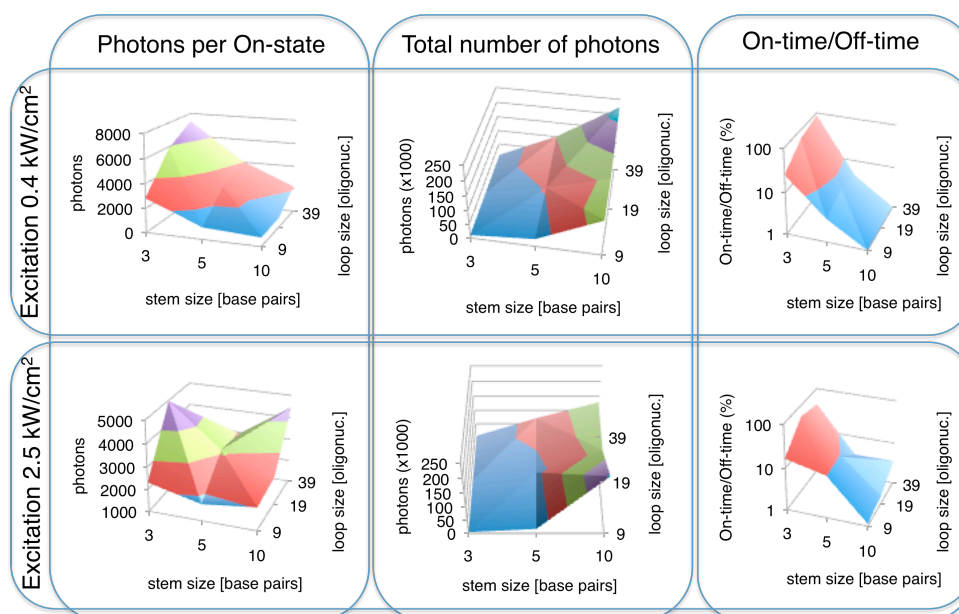 Photons per On-state
Total number of photons
On-time/Off-time
Excitation 0.4 kW/cm²
photons
8000
6000
4000
2000
0
3
5
10
9
39
stem size [base pairs]
loop size [oligonuc.]
photons (x1000)
250
200
150
100
50
0
3
5
10
9
19
39
stem size [base pairs]
loop size [oligonuc.]
On-time/Off-time (%)
100
10
1
3
5
10
9
19
39
stem size [base pairs]
loop size [oligonuc.]
Excitation 2.5 kW/cm²
photons
5000
4000
3000
2000
1000
3
5
10
9
19
39
stem size [base pairs]
loop size [oligonuc.]
photons (x1000)
250
200
150
100
50
0
3
5
10
9
19
39
stem size [base pairs]
loop size [oligonuc.]
On-time/Off-time (%)
100
10
1
3
5
10
9
19
39
stem size [base pairs]
loop size [oligonuc.]